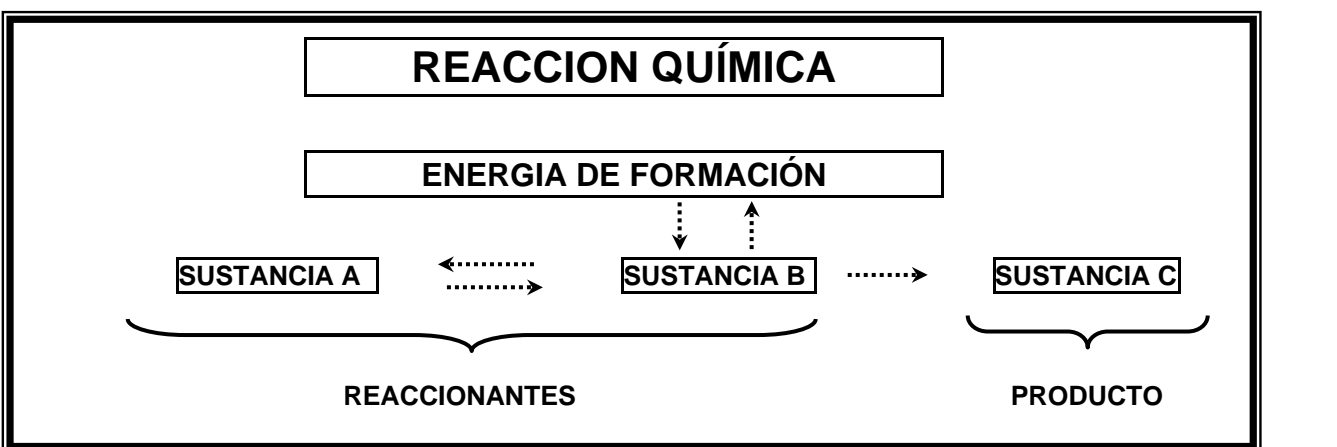 REACCION QUÍMICA
ENERGIA DE FORMACIÓN
SUSTANCIA A SUSTANCIA B SUSTANCIA C
REACCIONANTES PRODUCTO